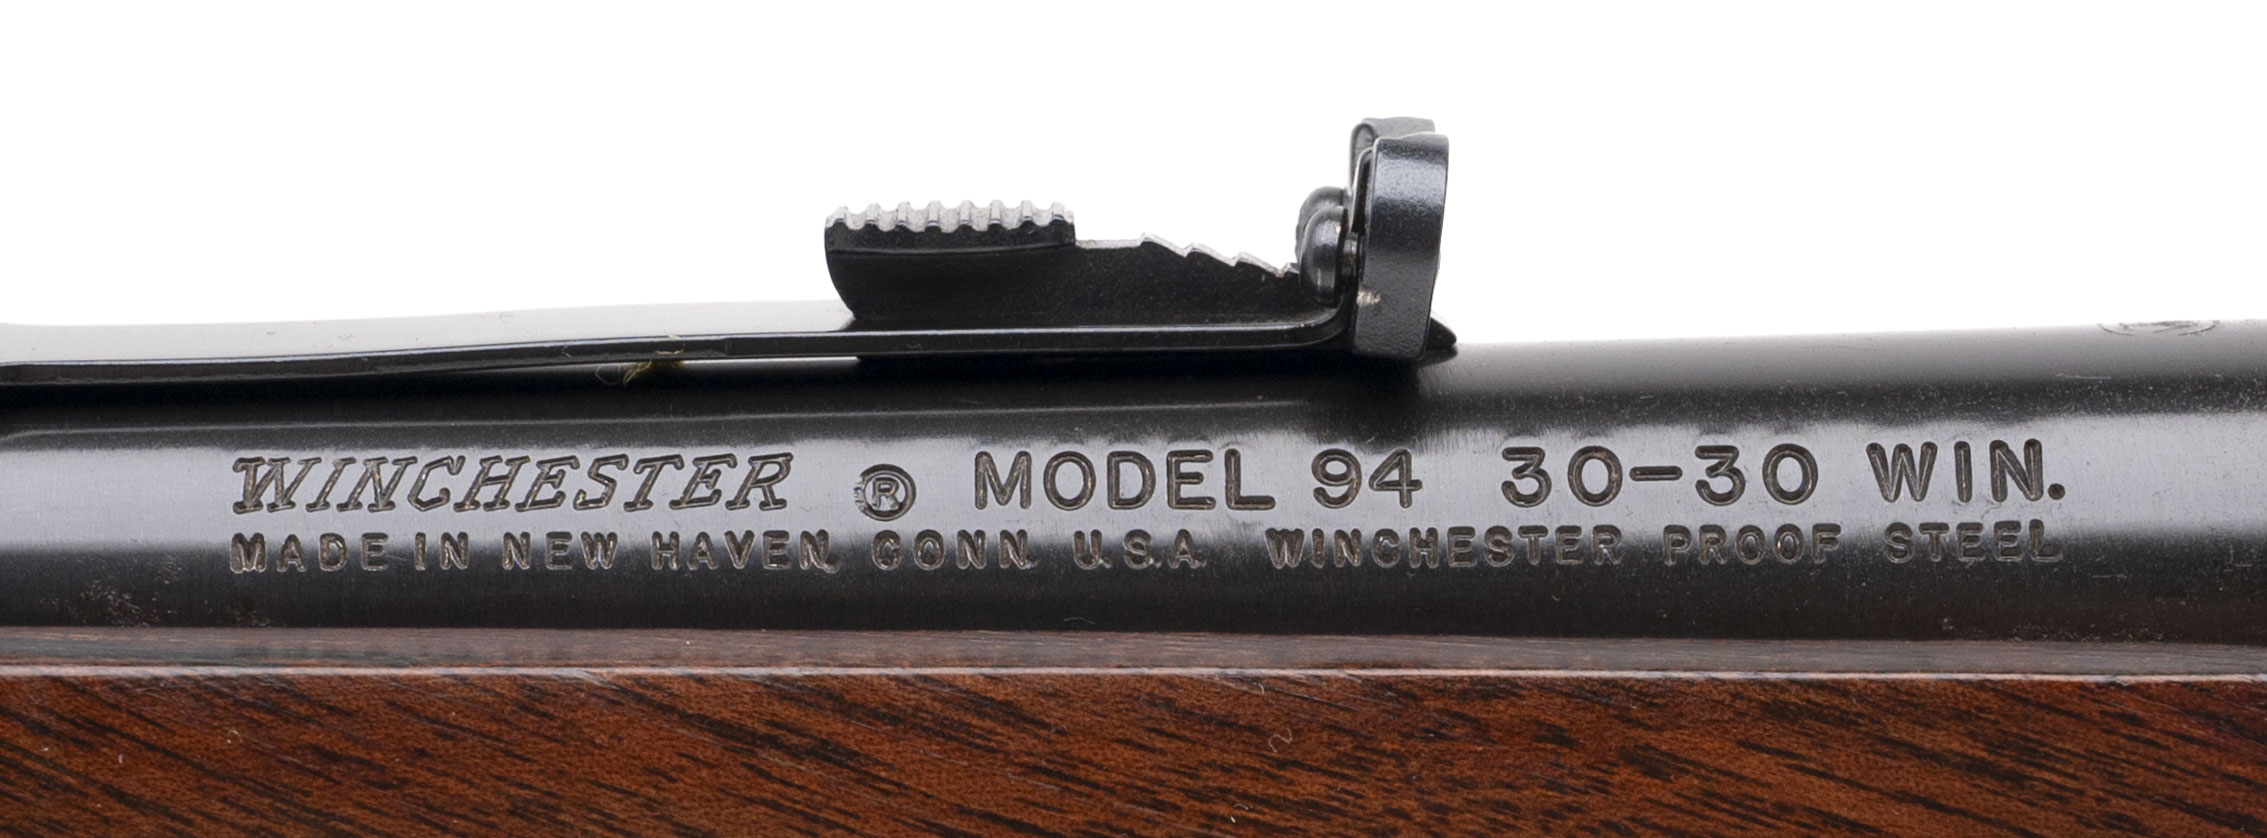 WINCHESTER ® MODEL 94 30-30 WIN.
MADE IN NEW HAVEN, CONN. U.S.A. WINCHESTER PROOF STEEL